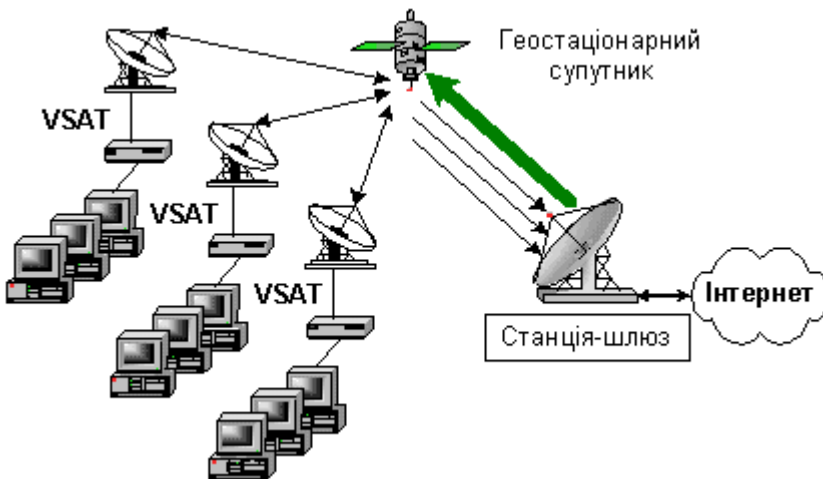 Геостаціонарний
супутник
VSAT
VSAT
VSAT
Інтернет
Станція-шлюз